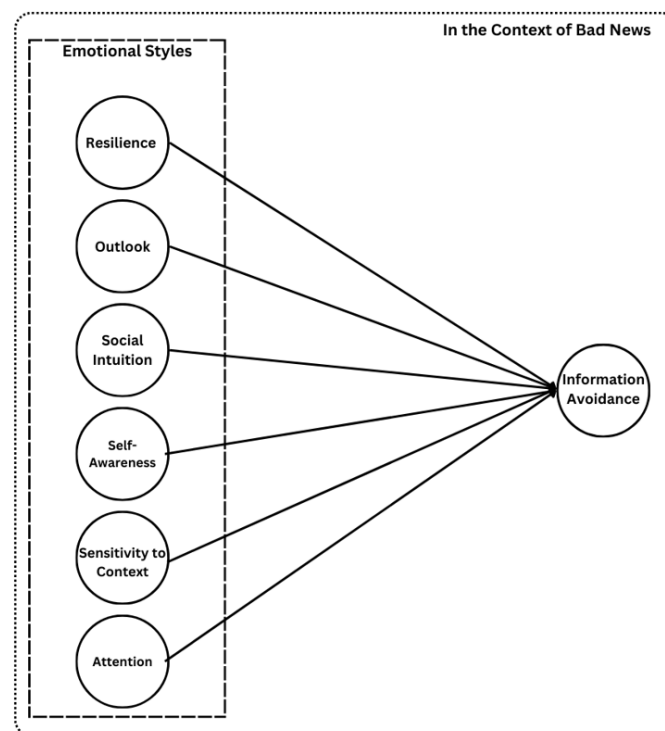 In the Context of Bad News
Emotional Styles
Resilience
Outlook
Social
Intuition
Self-
Awareness
Sensitivity to
Context
Attention
Information
Avoidance